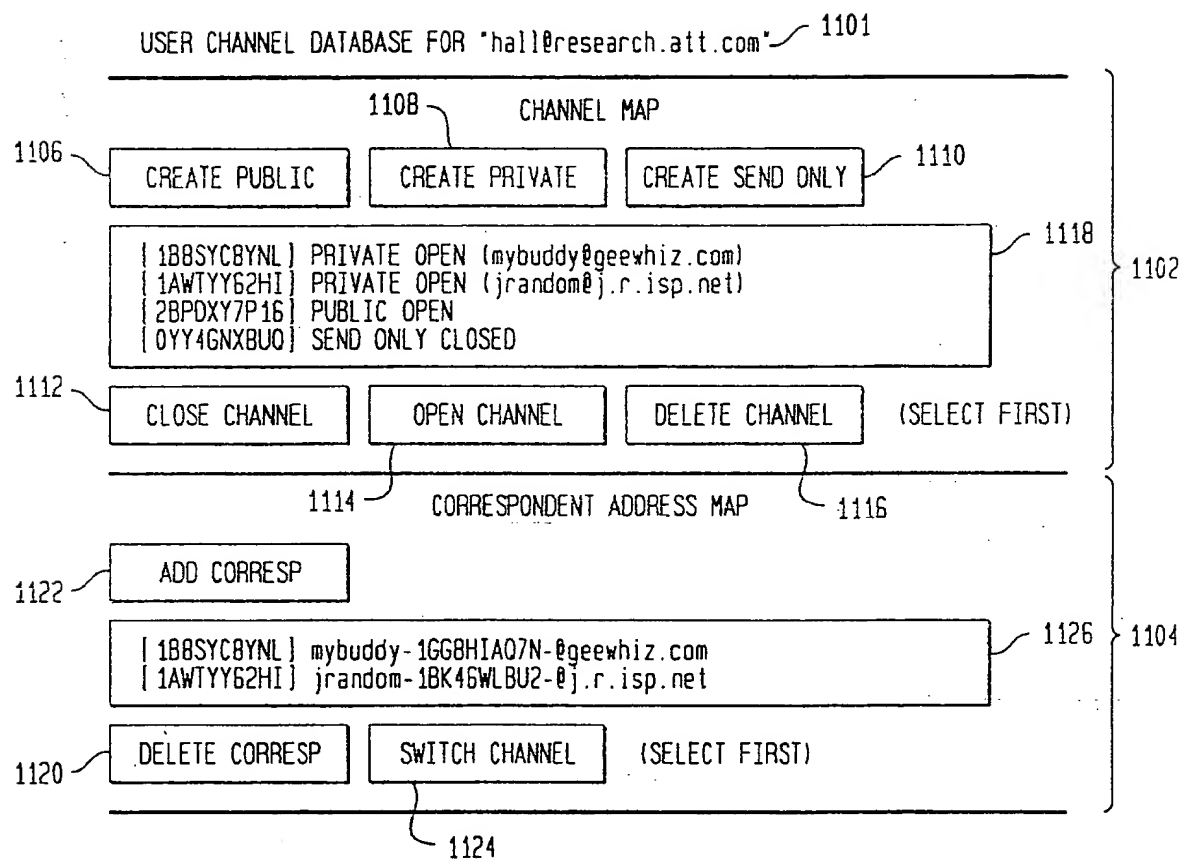 USER CHANNEL DATABASE FOR "hall@research.att.com" 1101
1108 CHANNEL MAP
1106 CREATE PUBLIC CREATE PRIVATE CREATE SEND ONLY 1110
1118
[1B8SYC8YNL] PRIVATE OPEN (mybuddy@geewhiz.com)
[1AWTYY62HI] PRIVATE OPEN (jrandom@j.r.isp.net)
1102
[2BPDXY7P16] PUBLIC OPEN
[0YY4GNXBUO] SEND ONLY CLOSED
1112 CLOSE CHANNEL OPEN CHANNEL DELETE CHANNEL (SELECT FIRST)
1114 CORRESPONDENT ADDRESS MAP 1116
1122 ADD CORRESP
[1B8SYC8YNL] mybuddy-1GG8HIAO7N-@geewhiz.com 1126 1104
[1AWTYY62HI] jrandom-1BK46WLBU2-@j.r.isp.net
1120 DELETE CORRESP SWITCH CHANNEL (SELECT FIRST)
1124